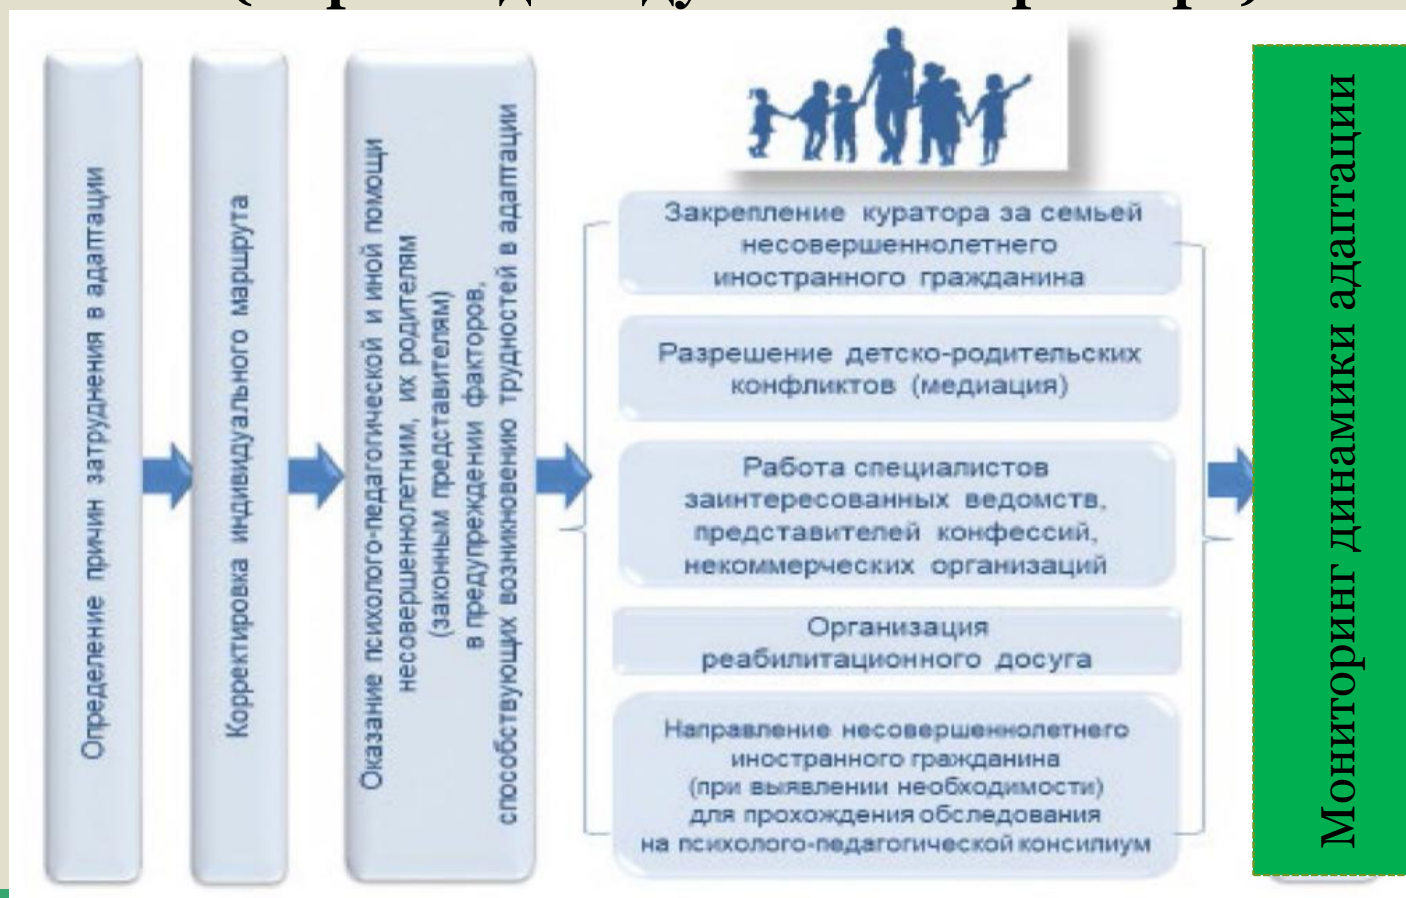 Определение причин затруднения в адаптации
Корректировка индивидуального маршрута
Оказание психолого-педагогической и иной помощи
несовершеннолетним, их родителям
(законным представителям)
в предупреждении факторов,
способствующих возникновению трудностей в адаптации
Закрепление куратора за семьей
несовершеннолетнего
иностранного гражданина
Разрешение детско-родительских
конфликтов (медиация)
Работа специалистов
заинтересованных ведомств,
представителей конфессий,
некоммерческих организаций
Организация
реабилитационного досуга
Направление несовершеннолетнего
иностранного гражданина
(при выявлении необходимости)
для прохождения обследования
на психолого-педагогической консилиум
Мониторинг динамики адаптации